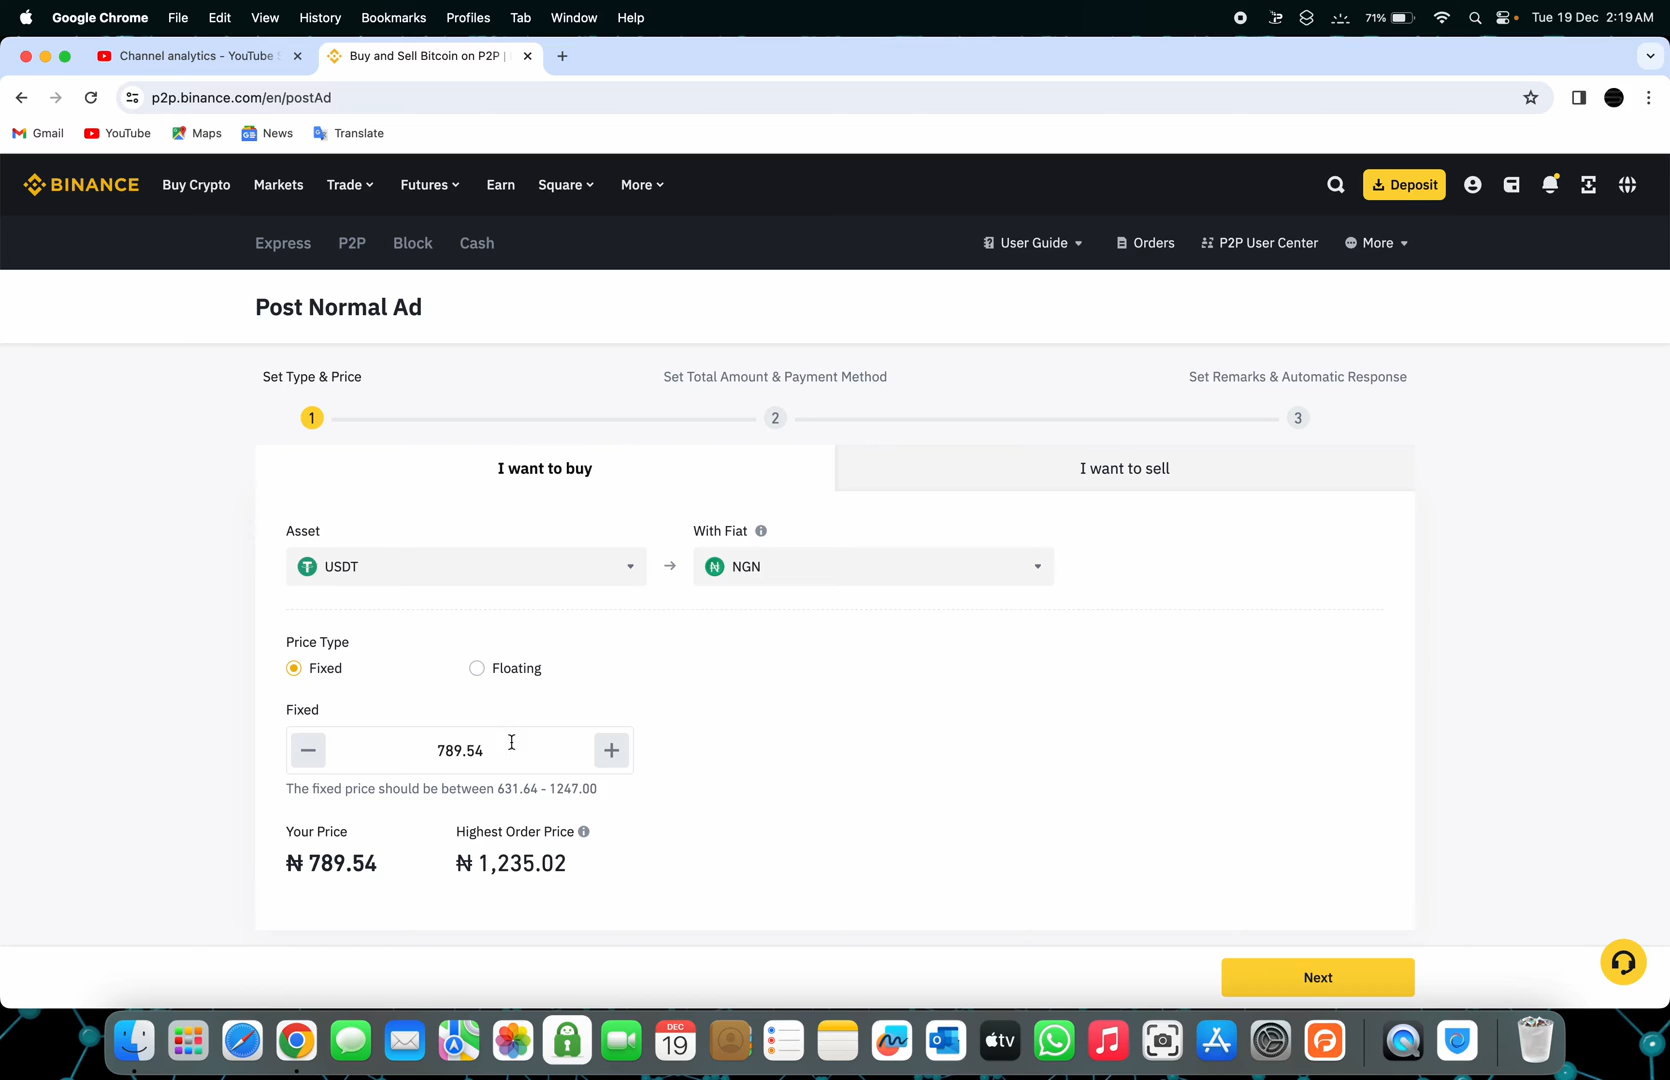 Google Chrome File Edit View History Bookmarks Profiles Tab Window Help 71% Tue 19 Dec 2:19AM
Channel analytics - YouTube Buy and Sell Bitcoin on P2P |
p2p.binance.com/en/postAd
Gmail YouTube Maps News Translate
BINANCE Buy Crypto Markets Trade Futures Earn Square More Deposit
Express P2P Block Cash User Guide Orders P2P User Center More
Post Normal Ad
Set Type & Price Set Total Amount & Payment Method Set Remarks & Automatic Response
1 2 3
I want to buy I want to sell
Asset With Fiat
USDT → NGN
Price Type
Fixed Floating
Fixed
− 789.54 +
The fixed price should be between 631.64 - 1247.00
Your Price Highest Order Price
₦ 789.54 ₦ 1,235.02
Next
DEC
19
tv